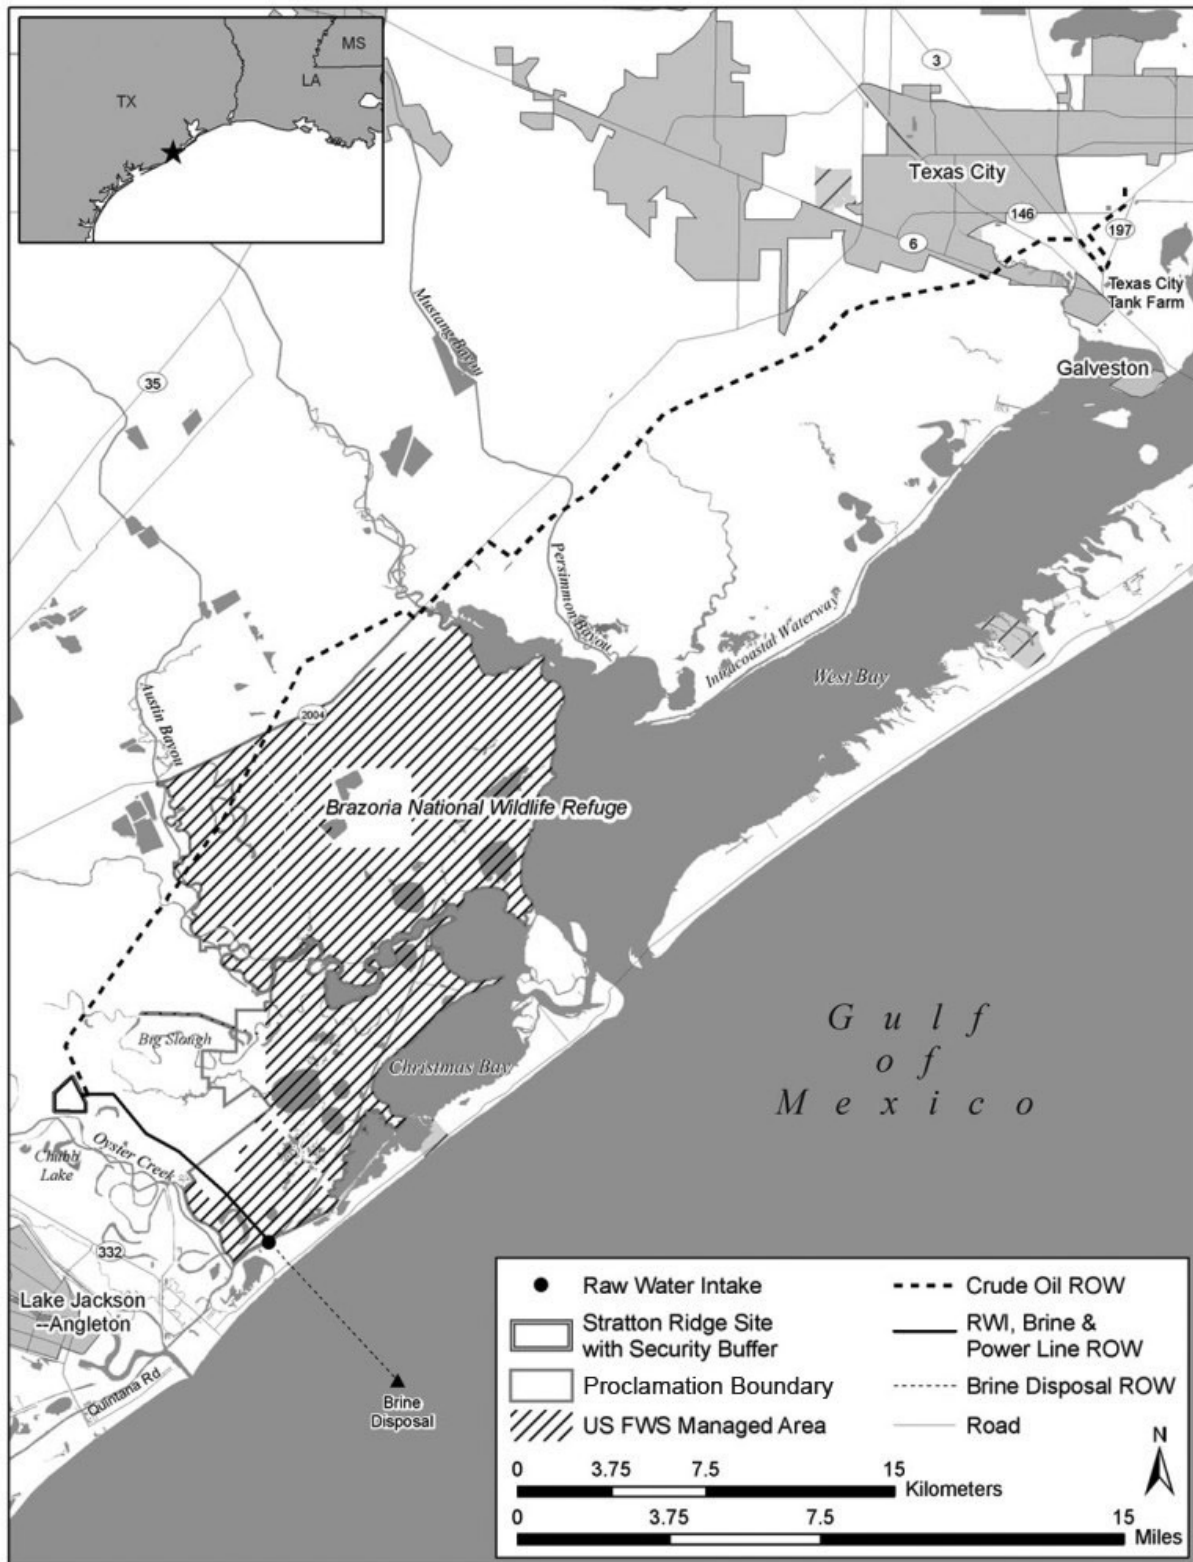 MS
LA
TX
3
Texas City
146
197
6
Texas City
Tank Farm
Mustang Bayou
Galveston
35
Persimmon Bayou
Intracoastal Waterway
West Bay
Austin Bayou
2004
Brazoria National Wildlife Refuge
Gulf
of
Mexico
Big Slough
Christmas Bay
Oyster Creek
Chubb
Lake
332
Lake Jackson
--Angleton
Quintana Rd
Brine
Disposal
Raw Water Intake
Stratton Ridge Site
with Security Buffer
Proclamation Boundary
US FWS Managed Area
Crude Oil ROW
RWI, Brine &
Power Line ROW
Brine Disposal ROW
Road
N
0 3.75 7.5 15
Kilometers
0 3.75 7.5 15
Miles